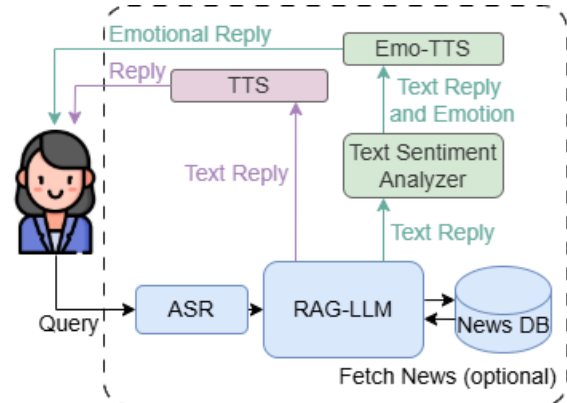 Emotional Reply
Emo-TTS
Reply
TTS
Text Reply
and Emotion
Text Reply
Text Sentiment
Analyzer
Text Reply
Query
ASR
RAG-LLM
News DB
Fetch News (optional)